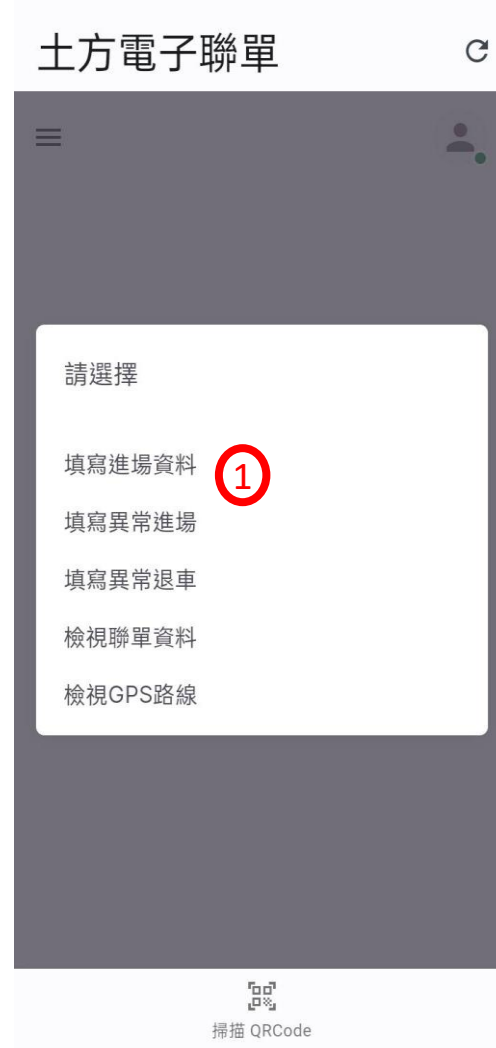 土方電子聯單
請選擇
填寫進場資料
1
填寫異常進場
填寫異常退車
檢視聯單資料
檢視GPS路線
掃描 QRCode